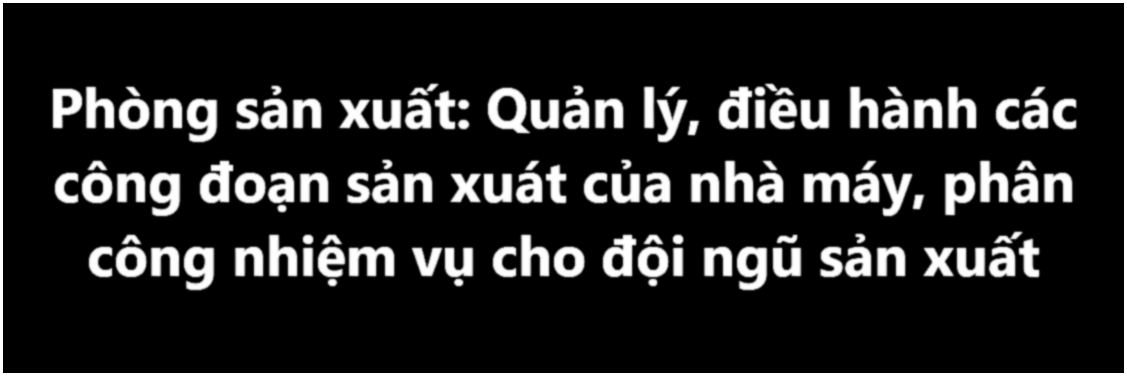 Phòng sản xuất: Quản lý, điều hành các
công đoạn sản xuát của nhà máy, phân
công nhiệm vụ cho đội ngũ sản xuất